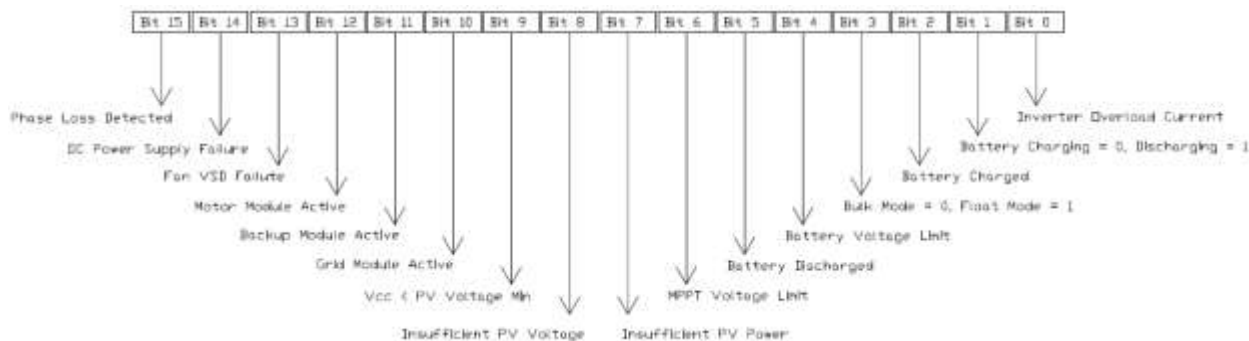 Bit 15 Bit 14 Bit 13 Bit 12 Bit 11 Bit 10 Bit 9 Bit 8 Bit 7 Bit 6 Bit 5 Bit 4 Bit 3 Bit 2 Bit 1 Bit 0
Phase Loss Detected
Inverter Overload Current
DC Power Supply Failure
Battery Charging = 0, Discharging = 1
Fan VSD Failure
Battery Charged
Motor Module Active
Bulk Mode = 0, Float Mode = 1
Backup Module Active
Battery Voltage Limit
Grid Module Active
Battery Discharged
Vcc < PV Voltage Min
MPPT Voltage Limit
Insufficient PV Voltage
Insufficient PV Power